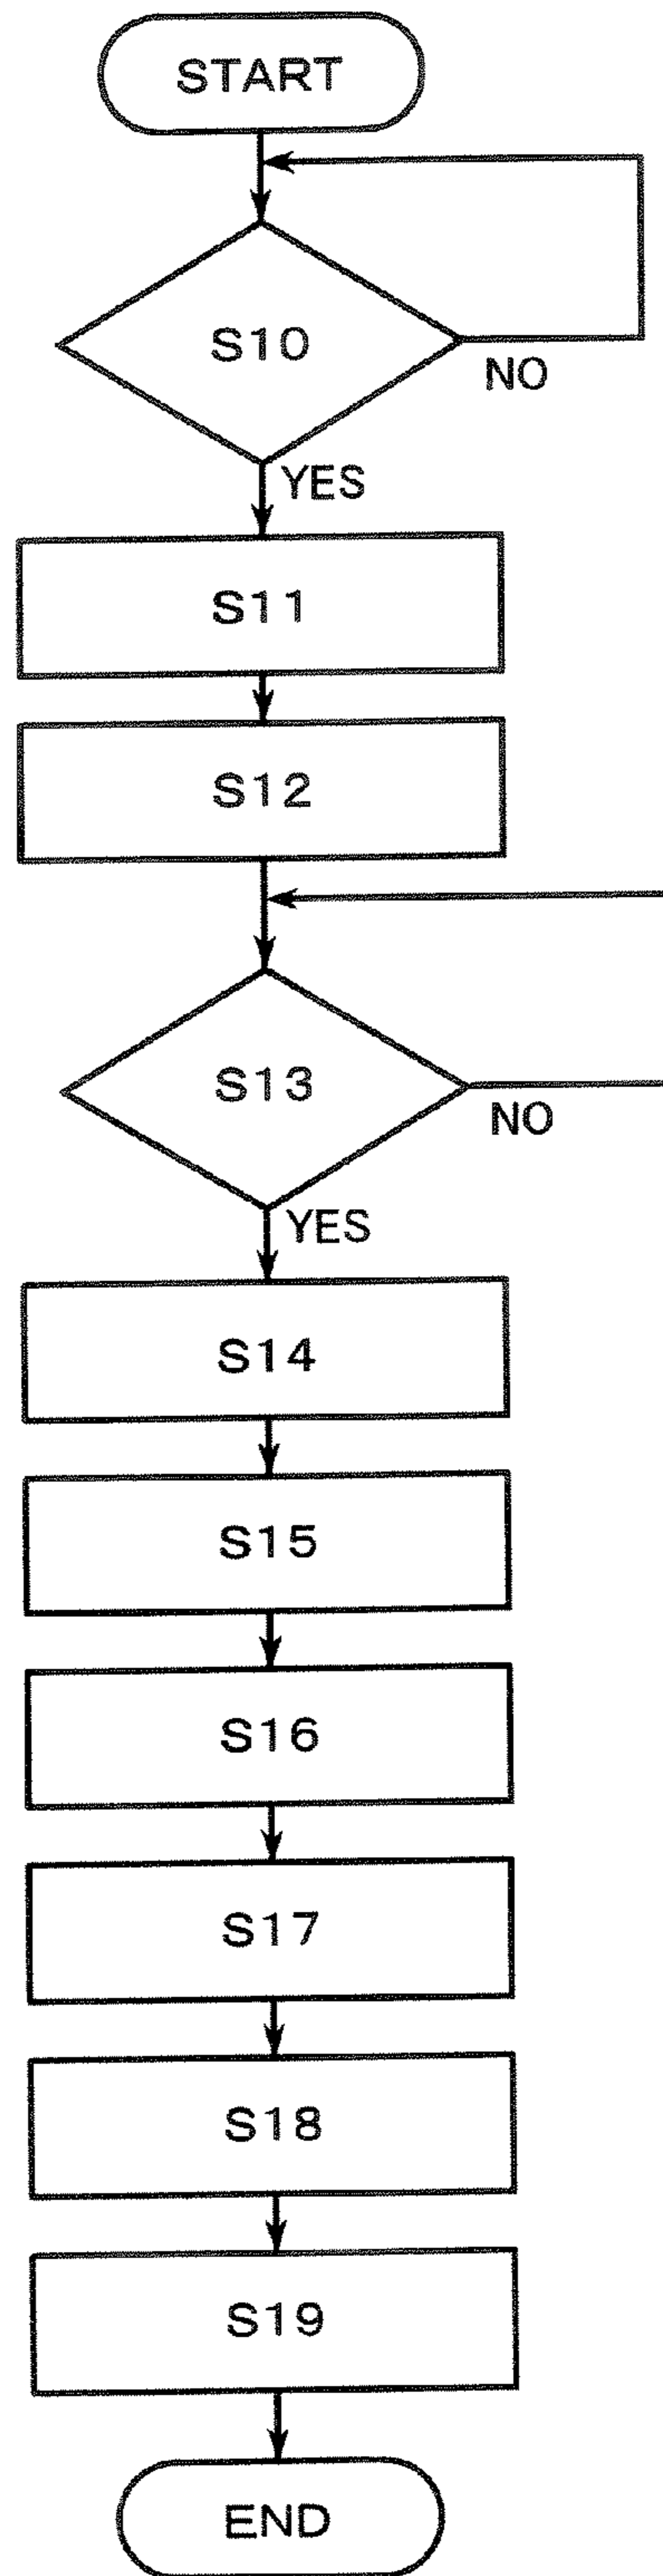 START
S10
NO
YES
S11
S12
S13
NO
YES
S14
S15
S16
S17
S18
S19
END